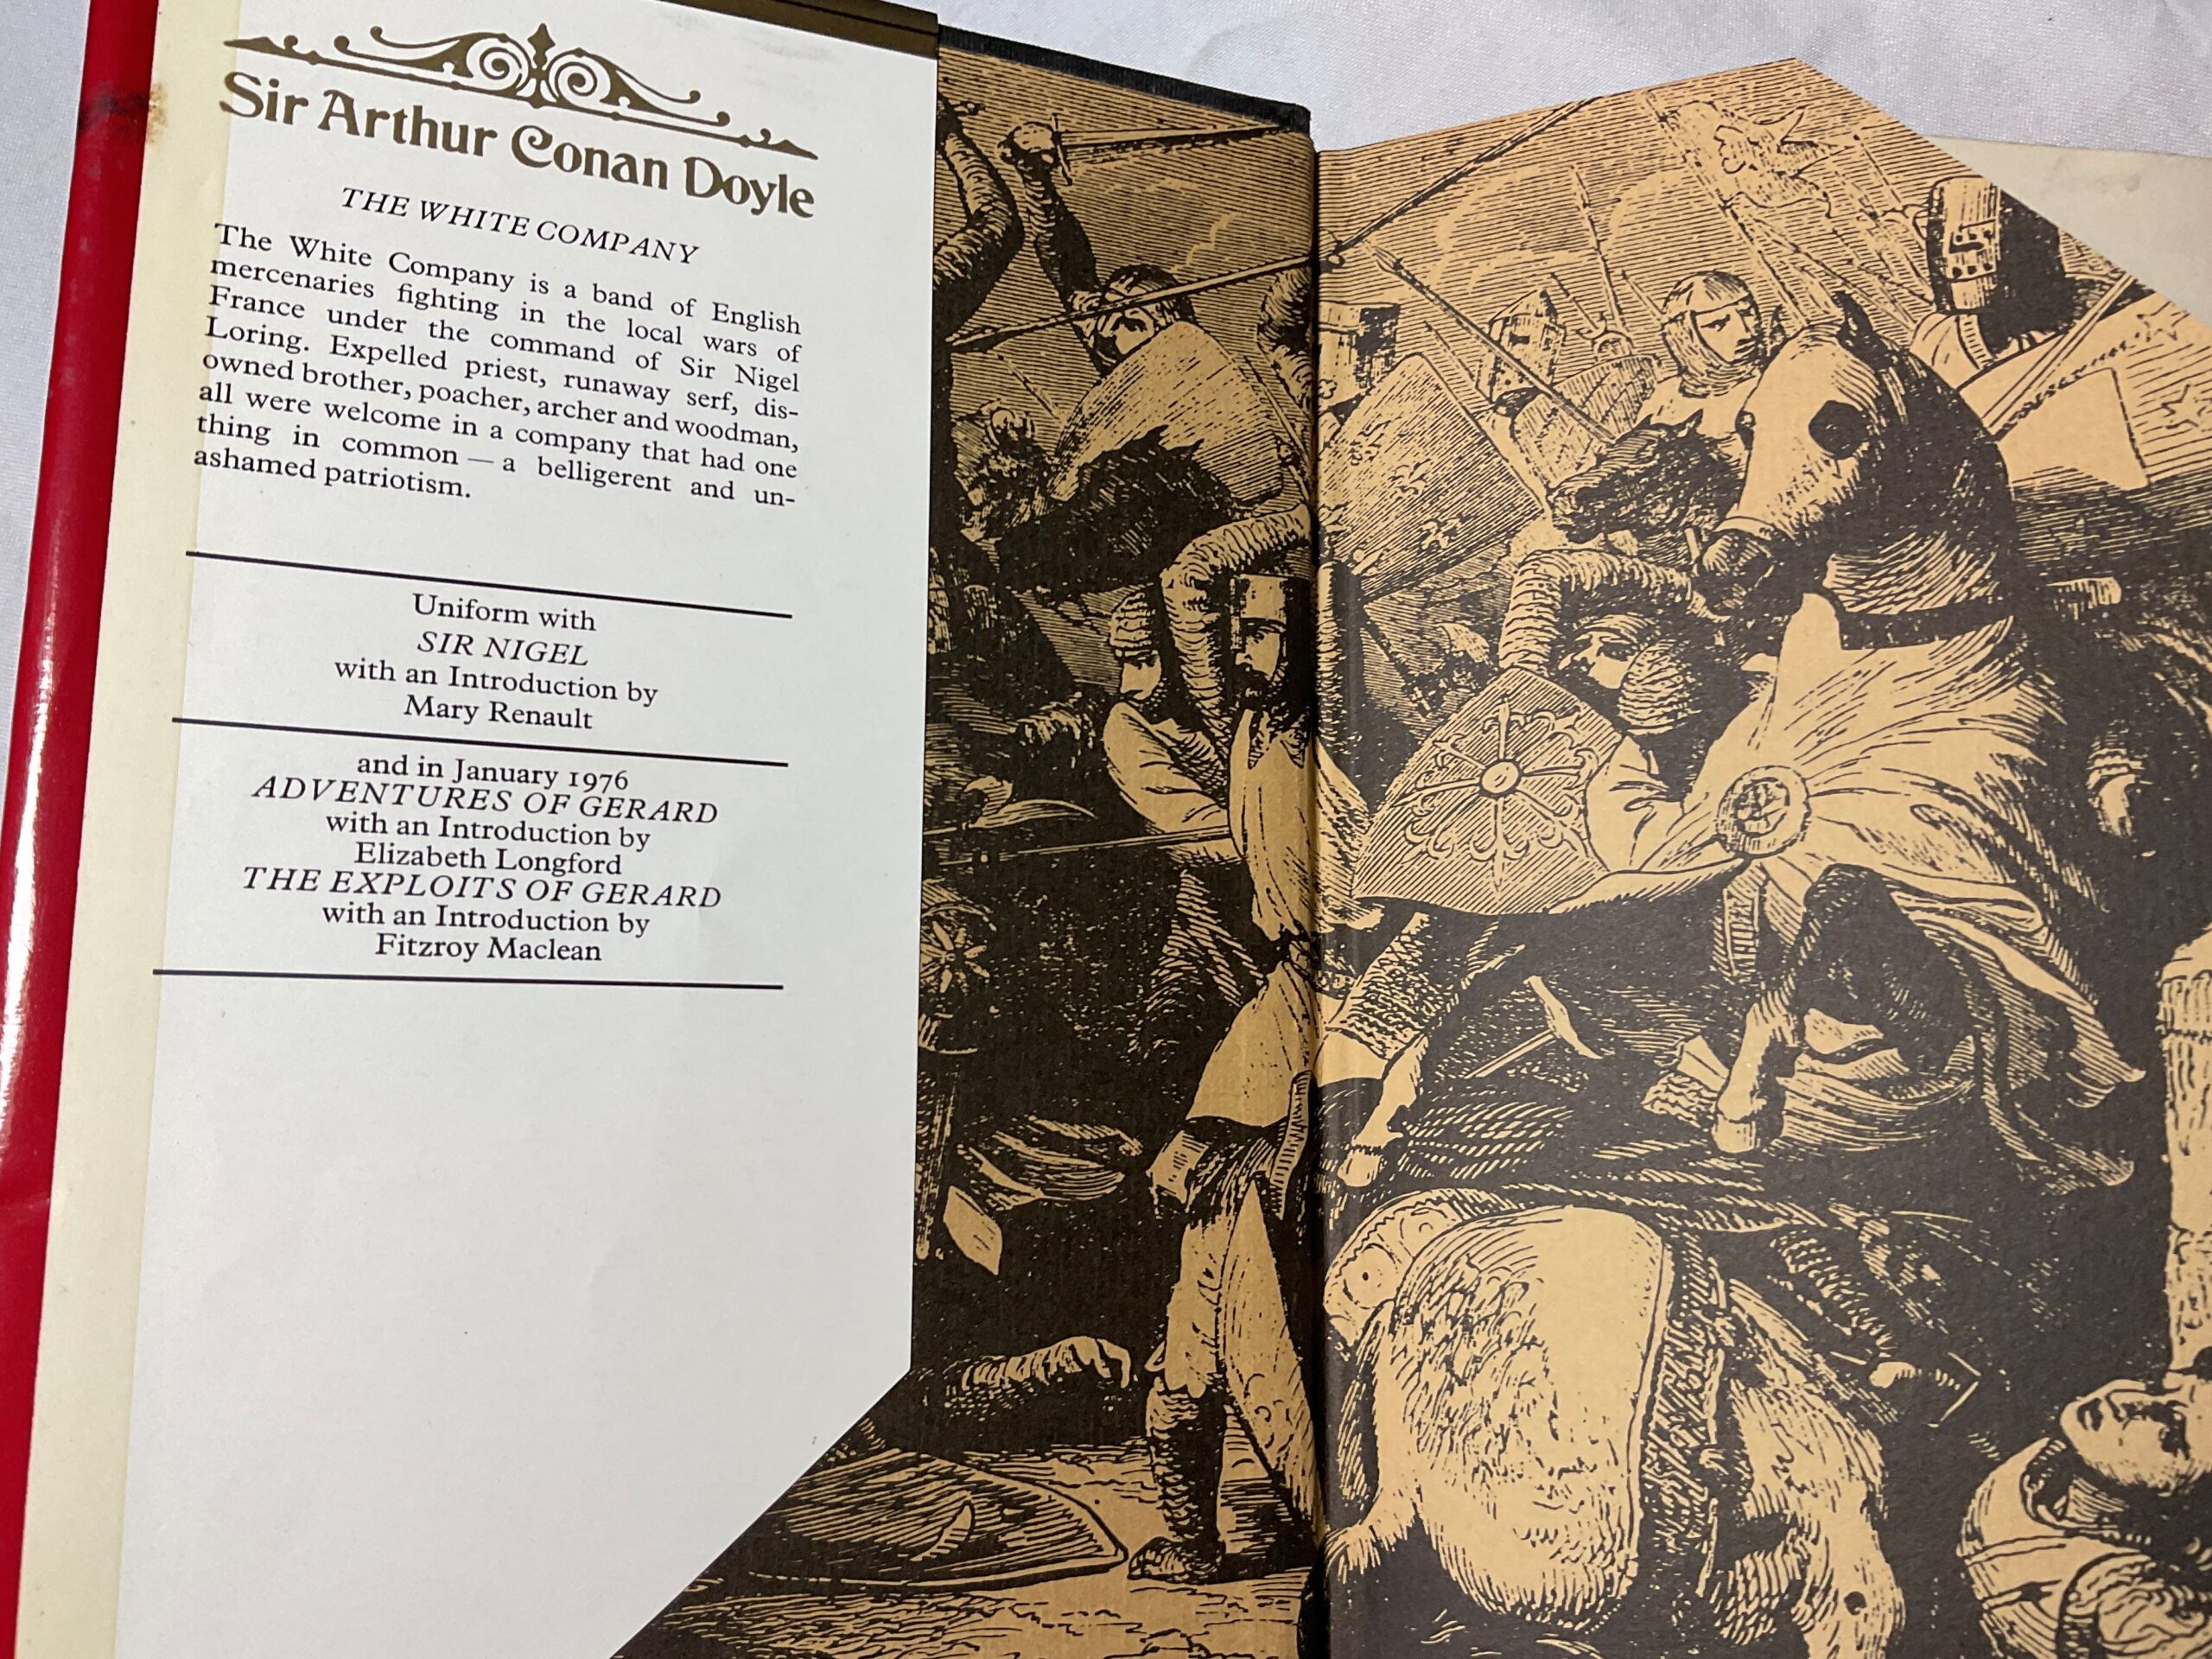 Sir Arthur Conan Doyle
THE WHITE COMPANY
The White Company is a band of English
mercenaries fighting in the local wars of
France under the command of Sir Nigel
Loring. Expelled priest, runaway serf, dis-
owned brother, poacher, archer and woodman,
all were welcome in a company that had one
thing in common — a belligerent and un-
ashamed patriotism.
Uniform with
SIR NIGEL
with an Introduction by
Mary Renault
and in January 1976
ADVENTURES OF GERARD
with an Introduction by
Elizabeth Longford
THE EXPLOITS OF GERARD
with an Introduction by
Fitzroy Maclean